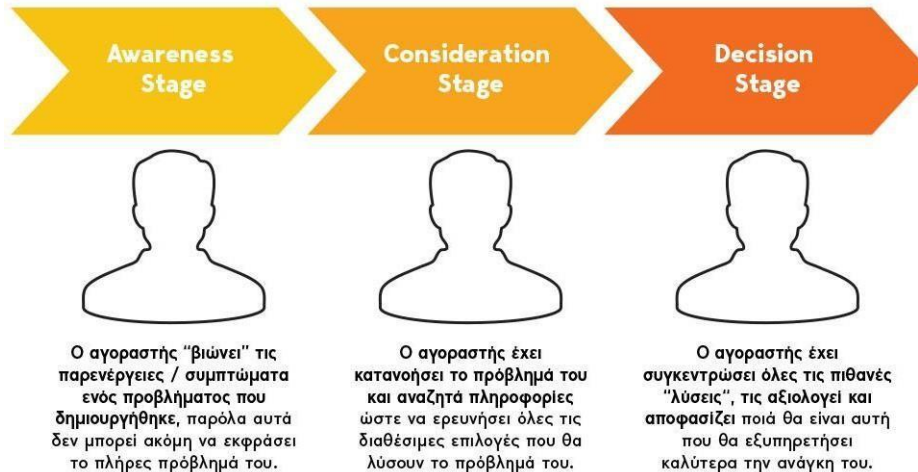 Awareness
Stage
Consideration
Stage
Decision
Stage
Ο αγοραστής "βιώνει" τις
παρενέργειες / συμπτώματα
ενός προβλήματος που
δημιουργήθηκε, παρόλα αυτά
δεν μπορεί ακόμη να εκφράσει
το πλήρες πρόβλημά του.
Ο αγοραστής έχει
κατανοήσει το πρόβλημά του
και αναζητά πληροφορίες
ώστε να ερευνήσει όλες τις
διαθέσιμες επιλογές που θα
λύσουν το πρόβλημά του.
Ο αγοραστής έχει
συγκεντρώσει όλες τις πιθανές
"λύσεις", τις αξιολογεί και
αποφασίζει ποιά θα είναι αυτή
που θα εξυπηρετήσει
καλύτερα την ανάγκη του.